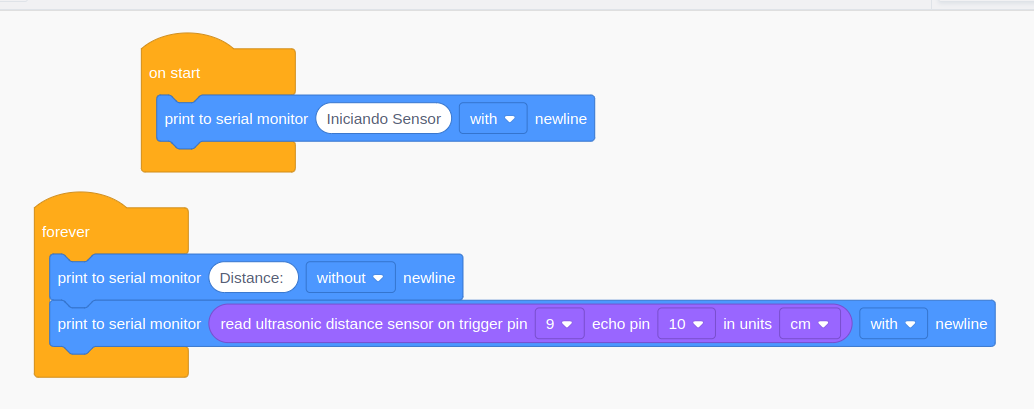 on start
print to serial monitor Iniciando Sensor with newline
forever
print to serial monitor Distance: without newline
print to serial monitor read ultrasonic distance sensor on trigger pin 9 echo pin 10 in units cm with newline